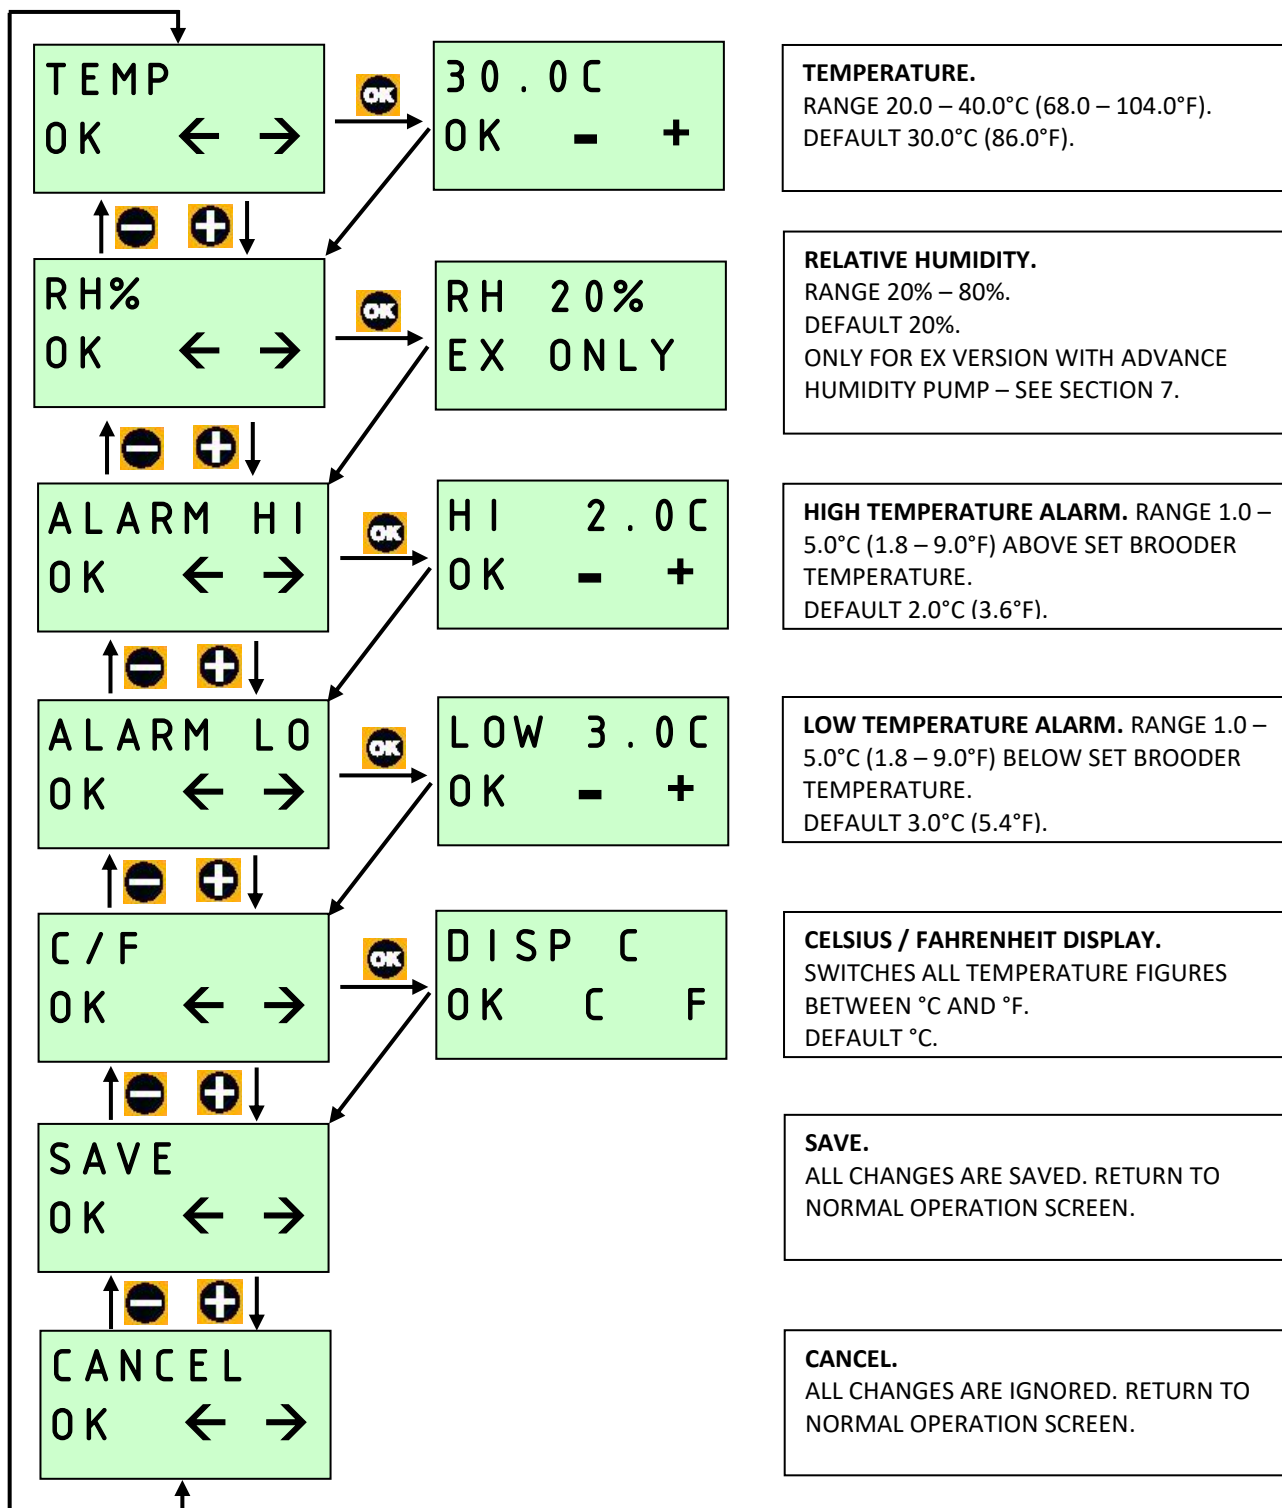 TEMP
OK ← →
OK
30.0C
OK - +
TEMPERATURE.
RANGE 20.0 – 40.0°C (68.0 – 104.0°F).
DEFAULT 30.0°C (86.0°F).
RH%
OK ← →
OK
RH 20%
EX ONLY
RELATIVE HUMIDITY.
RANGE 20% – 80%.
DEFAULT 20%.
ONLY FOR EX VERSION WITH ADVANCE
HUMIDITY PUMP – SEE SECTION 7.
ALARM HI
OK ← →
OK
HI 2.0C
OK - +
HIGH TEMPERATURE ALARM. RANGE 1.0 –
5.0°C (1.8 – 9.0°F) ABOVE SET BROODER
TEMPERATURE.
DEFAULT 2.0°C (3.6°F).
ALARM LO
OK ← →
OK
LOW 3.0C
OK - +
LOW TEMPERATURE ALARM. RANGE 1.0 –
5.0°C (1.8 – 9.0°F) BELOW SET BROODER
TEMPERATURE.
DEFAULT 3.0°C (5.4°F).
C/F
OK ← →
OK
DISP C
OK C F
CELSIUS / FAHRENHEIT DISPLAY.
SWITCHES ALL TEMPERATURE FIGURES
BETWEEN °C AND °F.
DEFAULT °C.
SAVE
OK ← →
SAVE.
ALL CHANGES ARE SAVED. RETURN TO
NORMAL OPERATION SCREEN.
CANCEL
OK ← →
CANCEL.
ALL CHANGES ARE IGNORED. RETURN TO
NORMAL OPERATION SCREEN.